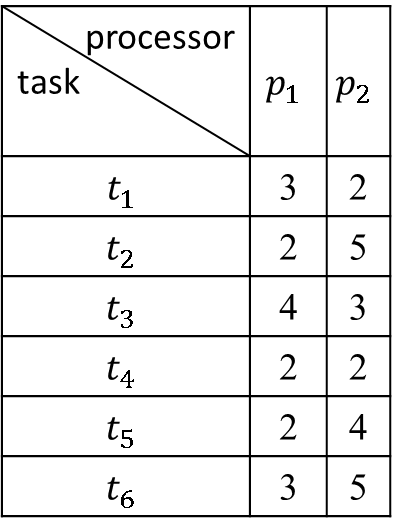 processor
task p₁ p₂
t₁ 3 2
t₂ 2 5
t₃ 4 3
t₄ 2 2
t₅ 2 4
t₆ 3 5